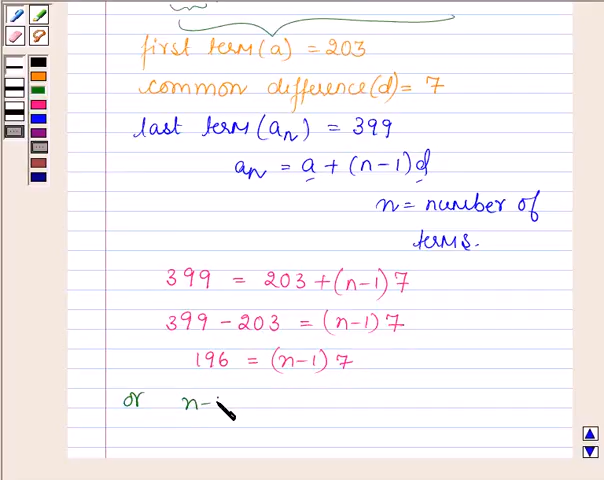 first term(a) = 203
common difference(d) = 7
last term(aₙ) = 399
aₙ = a + (n-1)d
n = number of
terms.
399 = 203 + (n-1) 7
399 - 203 = (n-1) 7
196 = (n-1) 7
or n-